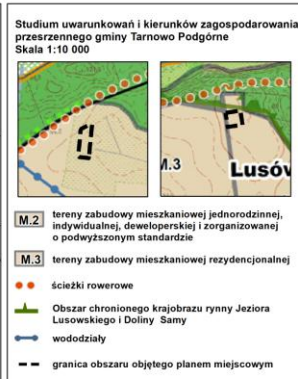 Studium uwarunkowań i kierunków zagospodarowania
przesrzennego gminy Tarnowo Podgórne
Skala 1:10 000
M.3
Lusów
M.2 tereny zabudowy mieszkaniowej jednorodzinnej,
indywidualnej, deweloperskiej i zorganizowanej
o podwyższonym standardzie
M.3 tereny zabudowy mieszkaniowej rezydencjonalnej
ścieżki rowerowe
Obszar chronionego krajobrazu rynny Jeziora
Lusowskiego i Doliny Samy
wododziały
granica obszaru objętego planem miejscowym